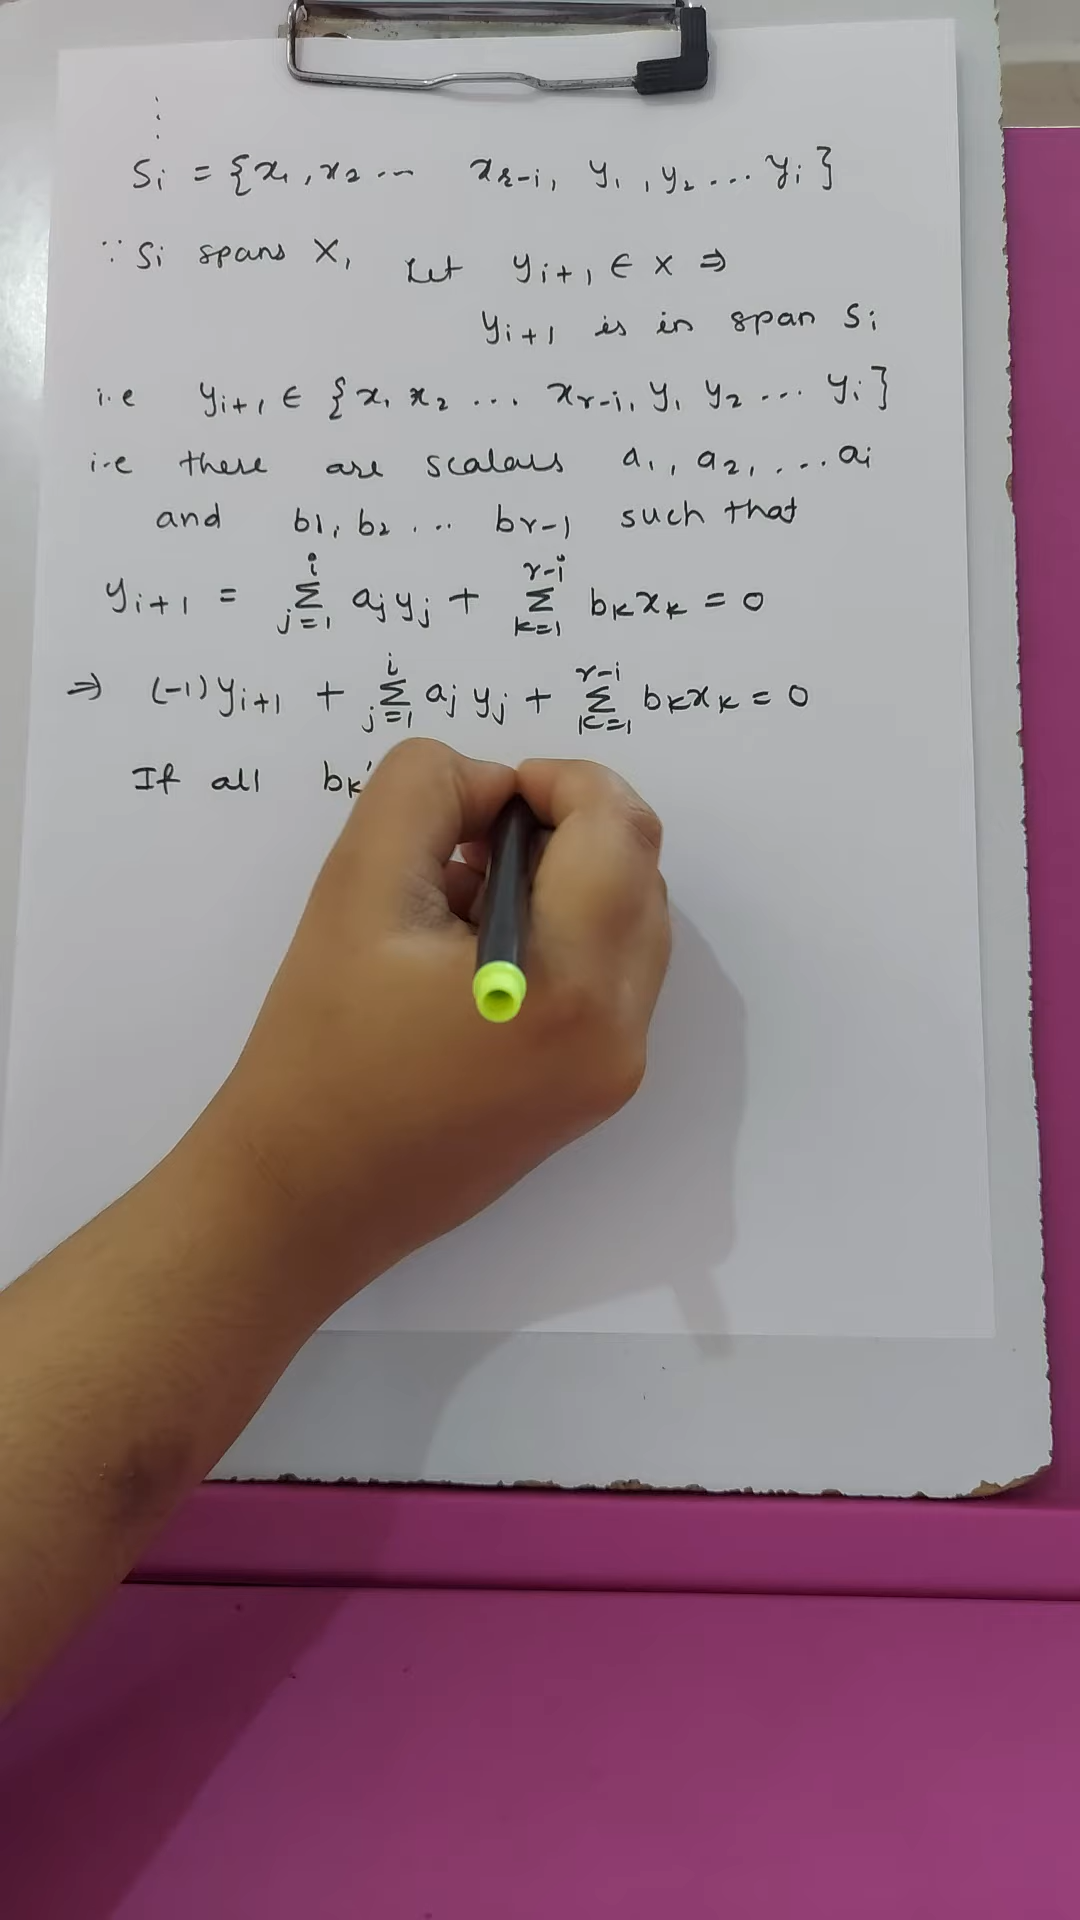 ⋮
Si = {x1, x2 ... xr-i, y1, y2 ... yi}
∵ Si spans X, Let yi+1 ∈ X ⇒
yi+1 is in span Si
i.e yi+1 ∈ {x1 x2 ... xr-i, y1 y2 ... yi}
i.e there are scalars a1, a2, ... ai
and b1, b2 ... br-1 such that
yi+1 = Σ_{j=1}^{i} aj yj + Σ_{k=1}^{r-i} bk xk = 0
⇒ (-1) yi+1 + Σ_{j=1}^{i} aj yj + Σ_{k=1}^{r-i} bk xk = 0
If all bk'